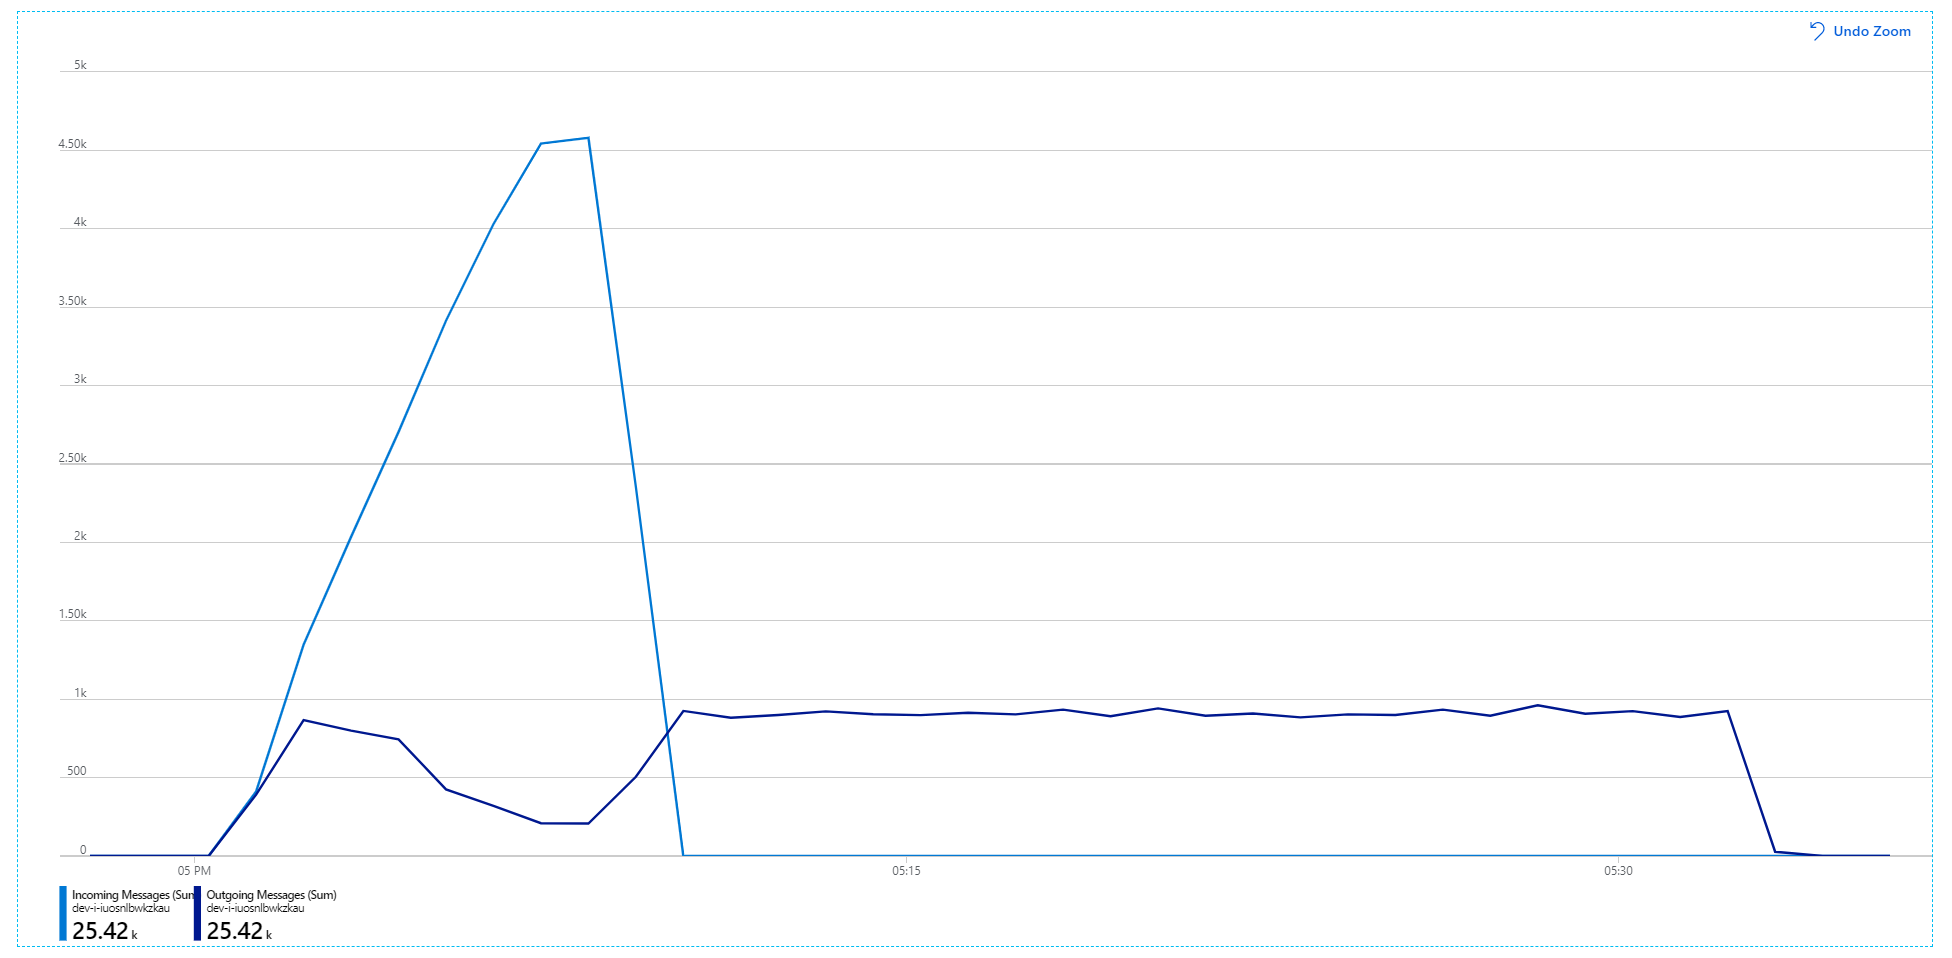 Undo Zoom
5k
4.50k
4k
3.50k
3k
2.50k
2k
1.50k
1k
500
0
05 PM 05:15 05:30
Incoming Messages (Sum Outgoing Messages (Sum)
dev-i-iuosnlbwkzkau dev-i-iuosnlbwkzkau
25.42 k 25.42 k